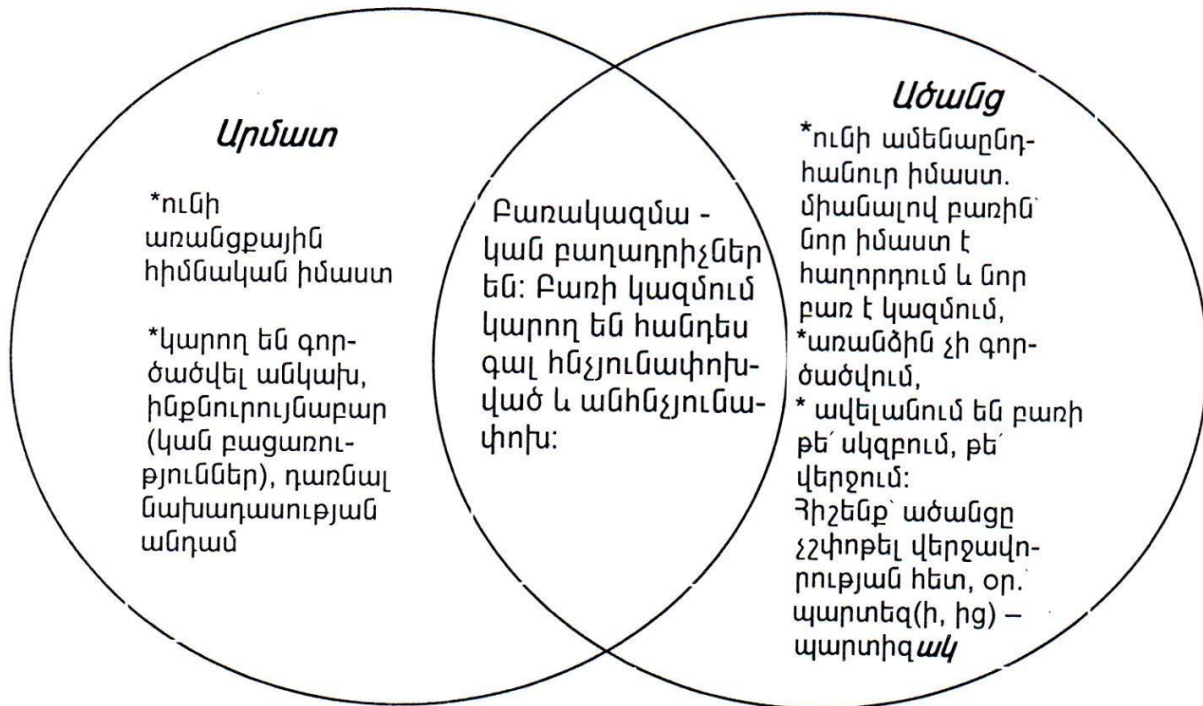 Արմատ
*ունի
առանցքային
հիմնական իմաստ
*կարող են գոր-
ծածվել անկախ,
ինքնուրույնաբար
(կան բացառու-
թյուններ), դառնալ
նախադասության
անդամ
Բառակազմա -
կան բաղադրիչներ
են: Բառի կազմում
կարող են հանդես
գալ հնչյունափոխ-
ված և անհնչյունա-
փոխ:
Ածանց
*ունի ամենաընդ-
հանուր իմաստ.
միանալով բառին՝
նոր իմաստ է
հաղորդում և նոր
բառ է կազմում,
*առանձին չի գոր-
ծածվում,
* ավելանում են բառի
թե՛ սկզբում, թե՛
վերջում:
Հիշենք՝ ածանցը
չշփոթել վերջավո-
րության հետ, օր.՝
պարտեզ(ի, ից) –
պարտիզակ